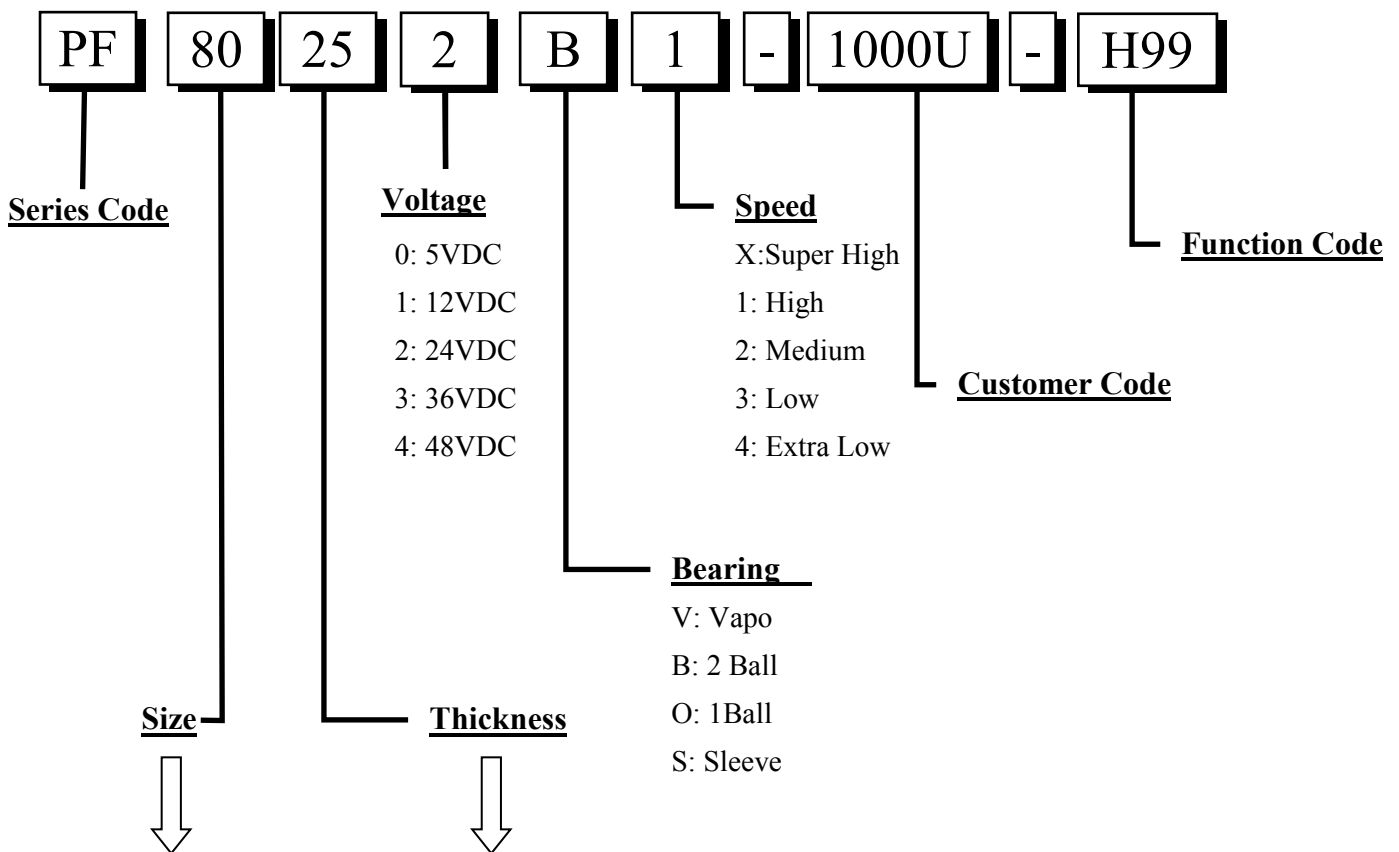 PF 80 25 2 B 1 - 1000U - H99
Series Code
Voltage
0: 5VDC
1: 12VDC
2: 24VDC
3: 36VDC
4: 48VDC
Speed
X:Super High
1: High
2: Medium
3: Low
4: Extra Low
Function Code
Customer Code
Bearing
V: Vapo
B: 2 Ball
O: 1Ball
S: Sleeve
Size
Thickness